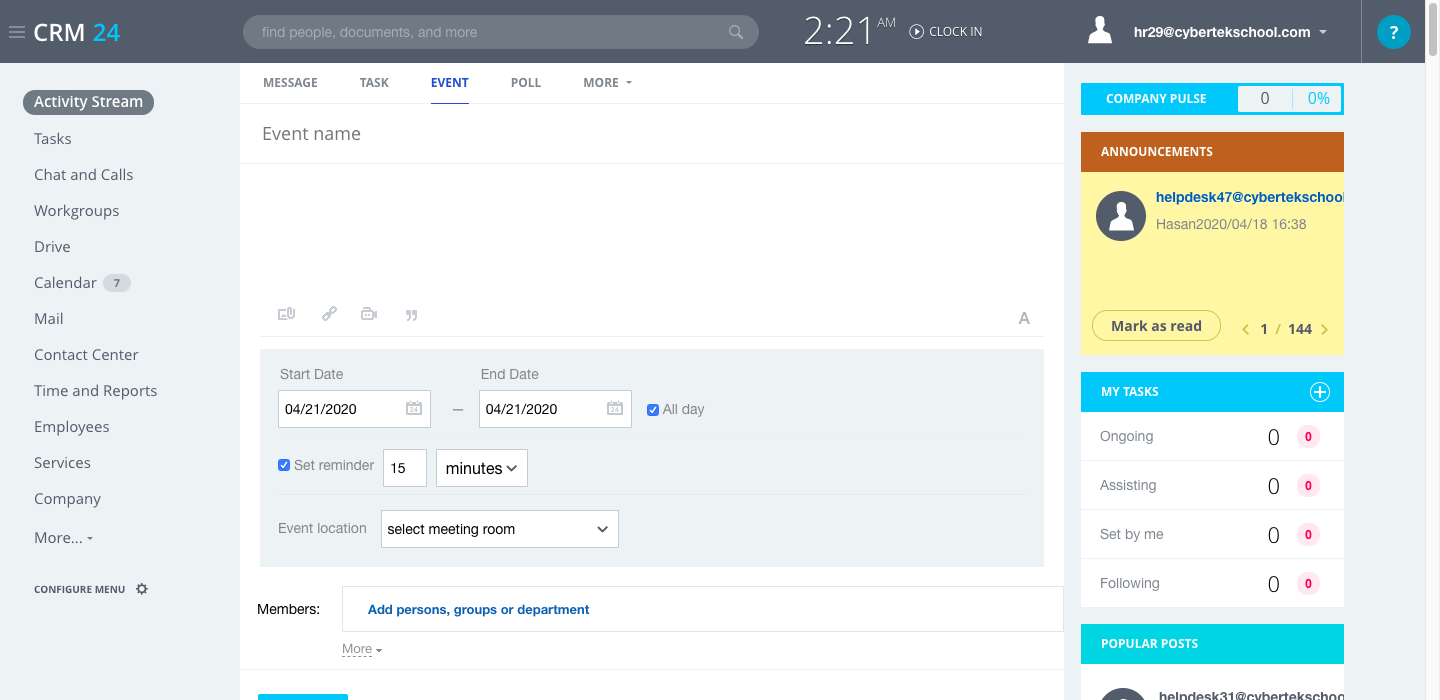 CRM 24
find people, documents, and more
2:21 AM
CLOCK IN
hr29@cybertekschool.com
?
Activity Stream
Tasks
Chat and Calls
Workgroups
Drive
Calendar 7
Mail
Contact Center
Time and Reports
Employees
Services
Company
More...
CONFIGURE MENU
MESSAGE TASK EVENT POLL MORE
Event name
A
Start Date End Date
04/21/2020 24 — 04/21/2020 24 All day
Set reminder 15 minutes
Event location select meeting room
Members: Add persons, groups or department
More
COMPANY PULSE 0 0%
ANNOUNCEMENTS
helpdesk47@cybertekschool
Hasan2020/04/18 16:38
Mark as read 1 / 144
MY TASKS
Ongoing 0 0
Assisting 0 0
Set by me 0 0
Following 0 0
POPULAR POSTS
helpdesk31@cybertekschoo